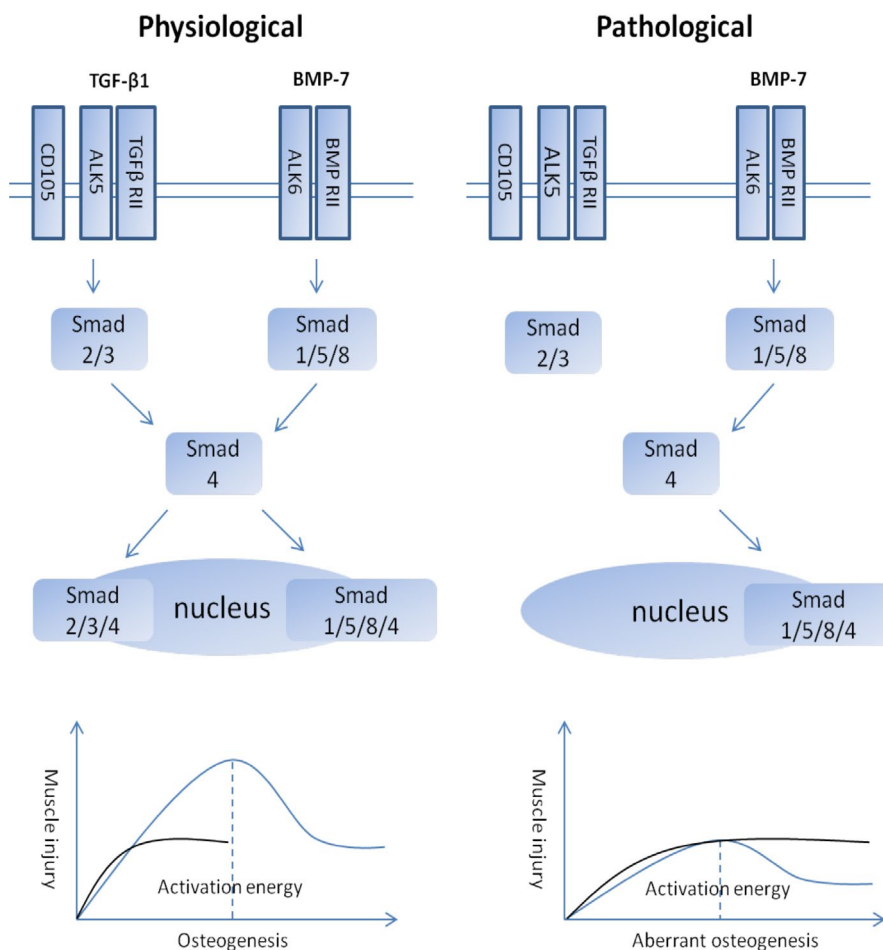 Physiological
Pathological
TGF-β1
BMP-7
BMP-7
CD105
ALK5
TGFβ RII
ALK6
BMP RII
CD105
ALK5
TGFβ RII
ALK6
BMP RII
Smad
2/3
Smad
1/5/8
Smad
2/3
Smad
1/5/8
Smad
4
Smad
4
Smad
2/3/4
nucleus
Smad
1/5/8/4
nucleus
Smad
1/5/8/4
Muscle injury
Activation energy
Osteogenesis
Muscle injury
Activation energy
Aberrant osteogenesis